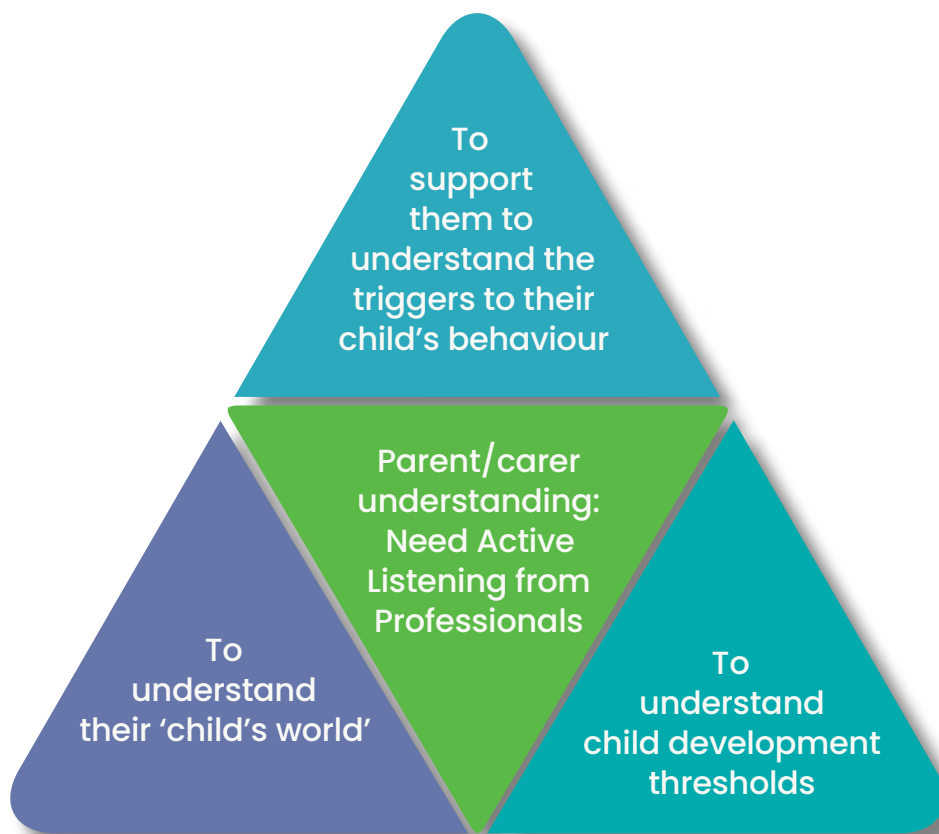 To
support
them to
understand the
triggers to their
child’s behaviour
Parent/carer
understanding:
Need Active
Listening from
Professionals
To
understand
their ‘child’s world’
To
understand
child development
thresholds